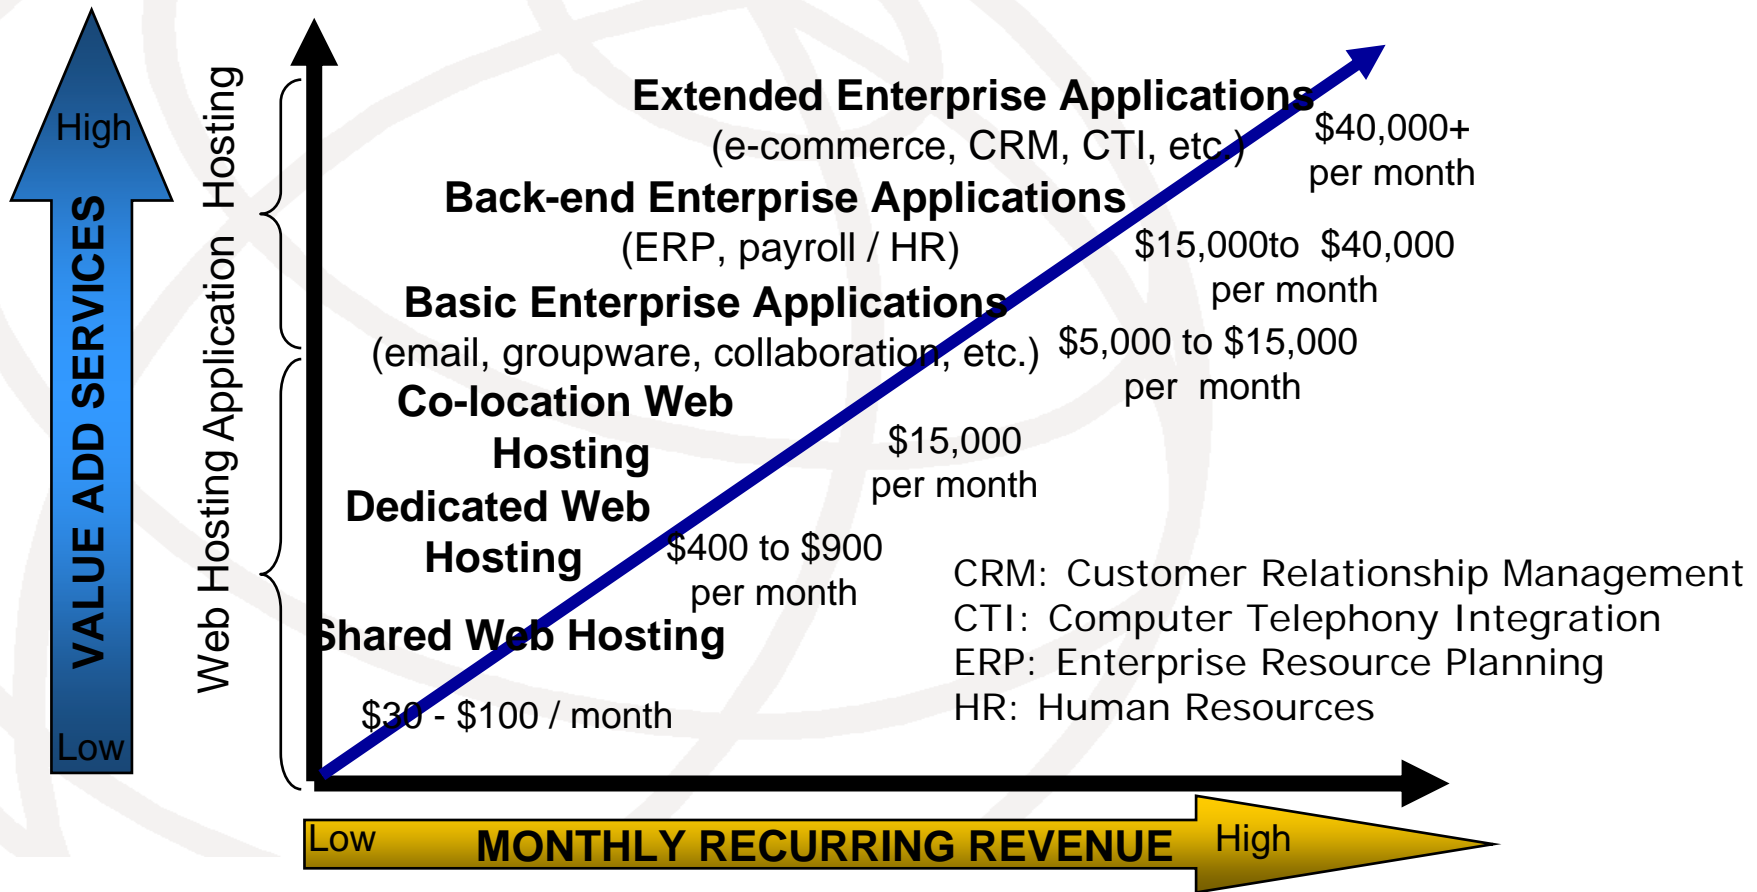 High
VALUE ADD SERVICES
Low
Web Hosting Application  Hosting
Extended Enterprise Applications
(e-commerce, CRM, CTI, etc.)
$40,000+
per month
Back-end Enterprise Applications
(ERP, payroll / HR)
$15,000to  $40,000
per month
Basic Enterprise Applications
(email, groupware, collaboration, etc.)
$5,000 to $15,000
per  month
Co-location Web
Hosting
$15,000
per month
Dedicated Web
Hosting
$400 to $900
per month
Shared Web Hosting
$30 - $100 / month
CRM: Customer Relationship Management
CTI: Computer Telephony Integration
ERP: Enterprise Resource Planning
HR: Human Resources
Low
MONTHLY RECURRING REVENUE
High